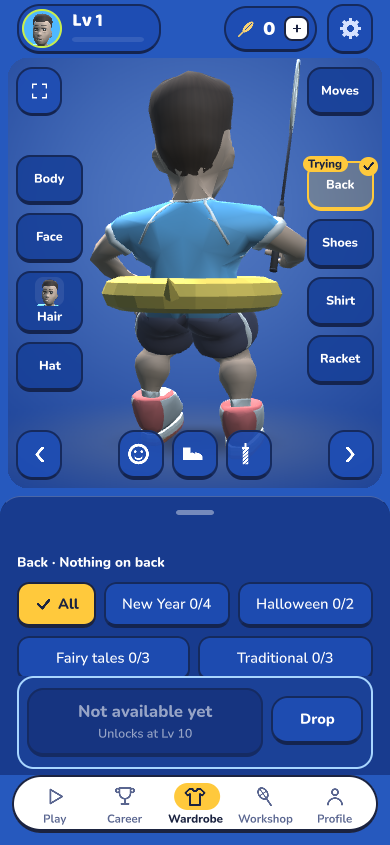 Lv 1
0
+
Moves
Trying
Body
Back
Face
Shoes
Hair
Shirt
Hat
Racket
Back · Nothing on back
All
New Year 0/4
Halloween 0/2
Fairy tales 0/3
Traditional 0/3
Not available yet
Unlocks at Lv 10
Drop
Play
Career
Wardrobe
Workshop
Profile